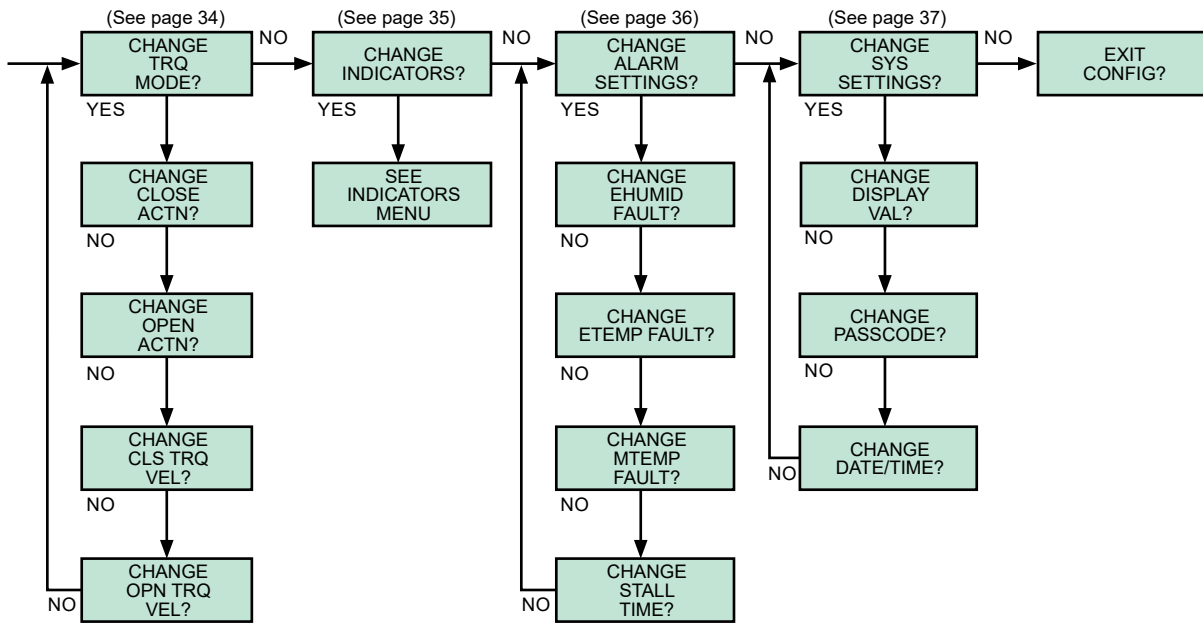 (See page 34)
CHANGE
TRQ
MODE?
NO
YES
CHANGE
CLOSE
ACTN?
NO
CHANGE
OPEN
ACTN?
NO
CHANGE
CLS TRQ
VEL?
NO
CHANGE
OPN TRQ
VEL?
NO
(See page 35)
CHANGE
INDICATORS?
NO
YES
SEE
INDICATORS
MENU
(See page 36)
CHANGE
ALARM
SETTINGS?
NO
YES
CHANGE
EHUMID
FAULT?
NO
CHANGE
ETEMP FAULT?
NO
CHANGE
MTEMP
FAULT?
NO
CHANGE
STALL
TIME?
NO
(See page 37)
CHANGE
SYS
SETTINGS?
NO
YES
CHANGE
DISPLAY
VAL?
NO
CHANGE
PASSCODE?
NO
CHANGE
DATE/TIME?
NO
EXIT
CONFIG?